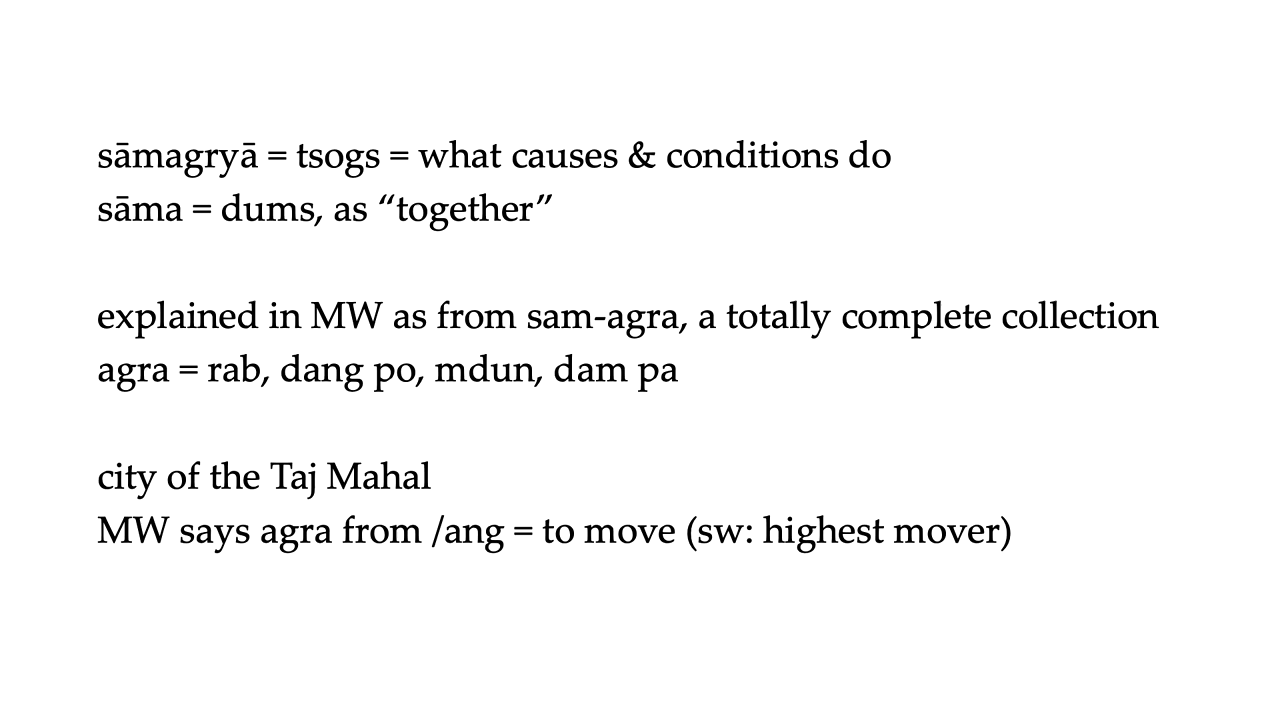 sāmagryā = tsogs = what causes & conditions do
sāma = dums, as “together”
explained in MW as from sam-agra, a totally complete collection
agra = rab, dang po, mdun, dam pa
city of the Taj Mahal
MW says agra from /ang = to move (sw: highest mover)